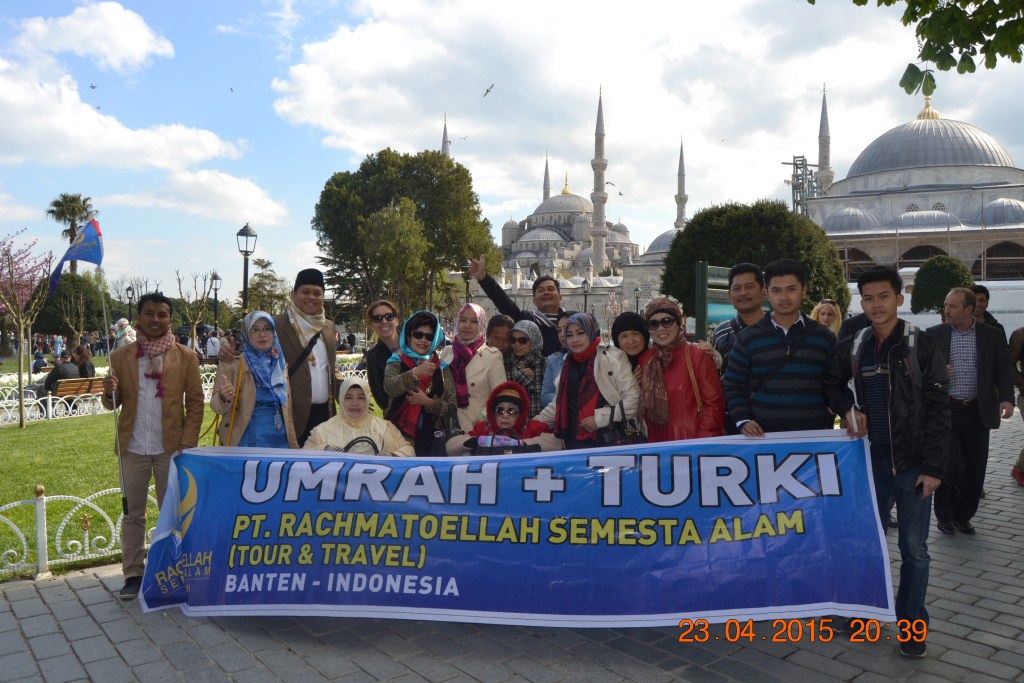 UMRAH + TURKI
PT. RACHMATOELLAH SEMESTA ALAM
(TOUR & TRAVEL)
BANTEN - INDONESIA
23.04.2015 20:39